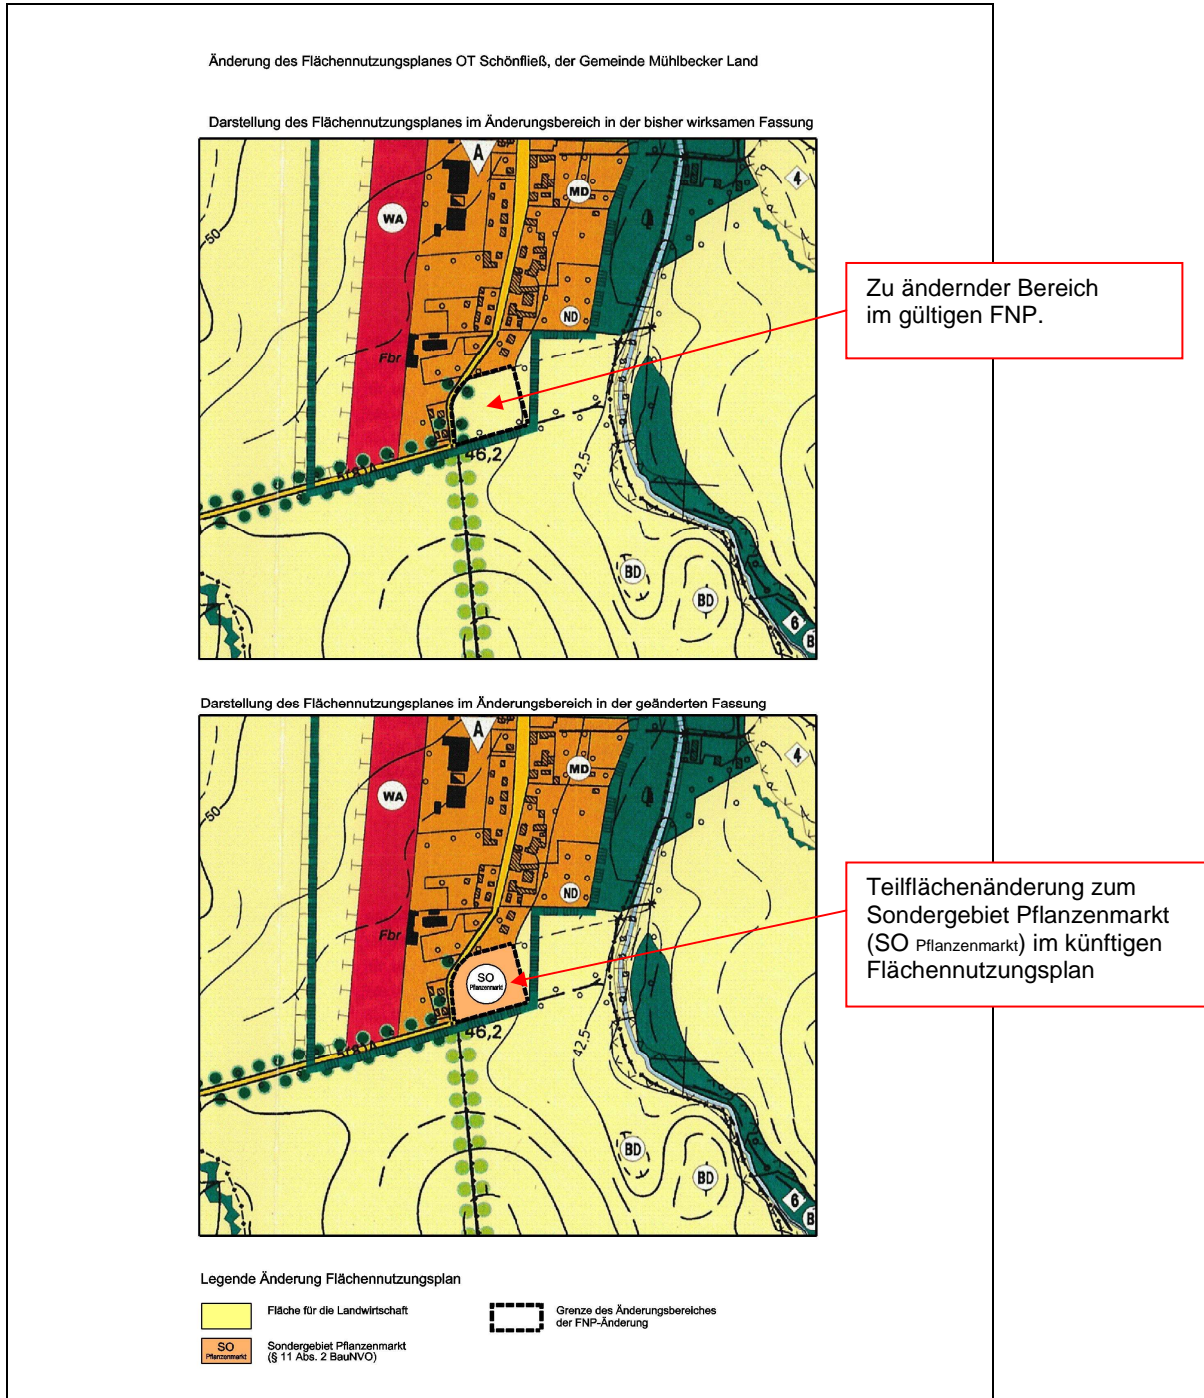 Änderung des Flächennutzungsplanes OT Schönfließ, der Gemeinde Mühlbecker Land
Darstellung des Flächennutzungsplanes im Änderungsbereich in der bisher wirksamen Fassung
A
MD
4
WA
50
ND
Fbr
46,2
42,5
BD
BD
6
B
Zu ändernder Bereich
im gültigen FNP.
Darstellung des Flächennutzungsplanes im Änderungsbereich in der geänderten Fassung
A
MD
4
WA
50
ND
Fbr
SO
Pflanzenmarkt
46,2
42,5
BD
BD
6
B
Teilflächenänderung zum
Sondergebiet Pflanzenmarkt
(SO Pflanzenmarkt) im künftigen
Flächennutzungsplan
Legende Änderung Flächennutzungsplan
Fläche für die Landwirtschaft
Grenze des Änderungsbereiches
der FNP-Änderung
SO
Pflanzenmarkt
Sondergebiet Pflanzenmarkt
(§ 11 Abs. 2 BauNVO)